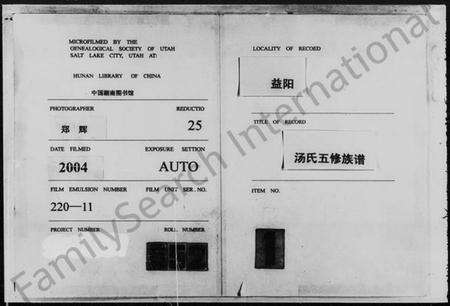 MICROFILMED BY THE
GENEALOGICAL SOCIETY OF UTAH
SALT LAKE CITY, UTAH AT:
HUNAN LIBRARY OF CHINA
中国湖南图书馆
PHOTOGRAPHER
REDUCTIO
郑辉
25
DATE FILMED
EXPOSURE SETTION
2004
AUTO
FILM EMULSION NUMBER
FILM UNIT SER. NO.
220—11
PROJECT NUMBER
ROLL NUMBER
LOCALITY OF RECORD
益阳
TITLE OF RECORD
汤氏五修族谱
ITEM NO.
FamilySearch International